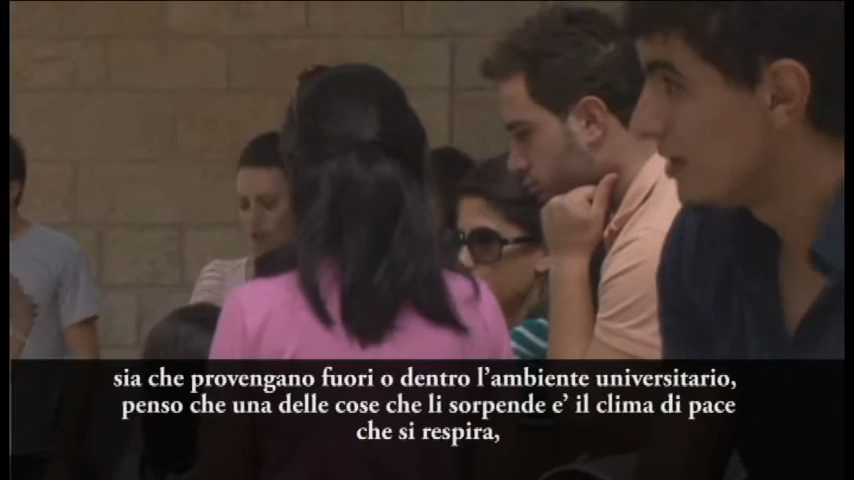 sia che provengano fuori o dentro l’ambiente universitario,
penso che una delle cose che li sorpende e’ il clima di pace
che si respira,